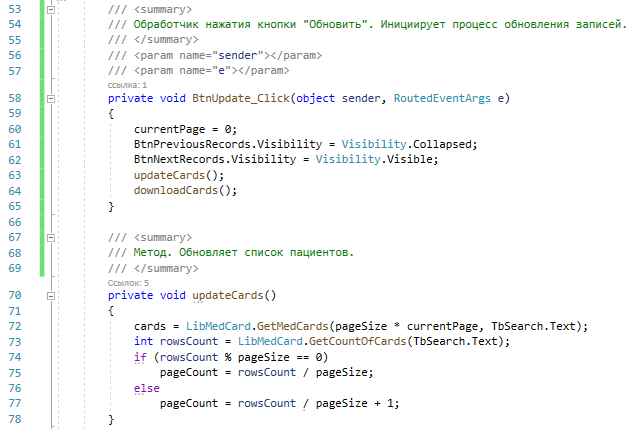 53 /// <summary>
54 /// Обработчик нажатия кнопки "Обновить". Инициирует процесс обновления записей.
55 /// </summary>
56 /// <param name="sender"></param>
57 /// <param name="e"></param>
ссылка: 1
58 private void BtnUpdate_Click(object sender, RoutedEventArgs e)
59 {
60 currentPage = 0;
61 BtnPreviousRecords.Visibility = Visibility.Collapsed;
62 BtnNextRecords.Visibility = Visibility.Visible;
63 updateCards();
64 downloadCards();
65 }
66
67 /// <summary>
68 /// Метод. Обновляет список пациентов.
69 /// </summary>
Ссылок: 5
70 private void updateCards()
71 {
72 cards = LibMedCard.GetMedCards(pageSize * currentPage, TbSearch.Text);
73 int rowsCount = LibMedCard.GetCountOfCards(TbSearch.Text);
74 if (rowsCount % pageSize == 0)
75 pageCount = rowsCount / pageSize;
76 else
77 pageCount = rowsCount / pageSize + 1;
78 }